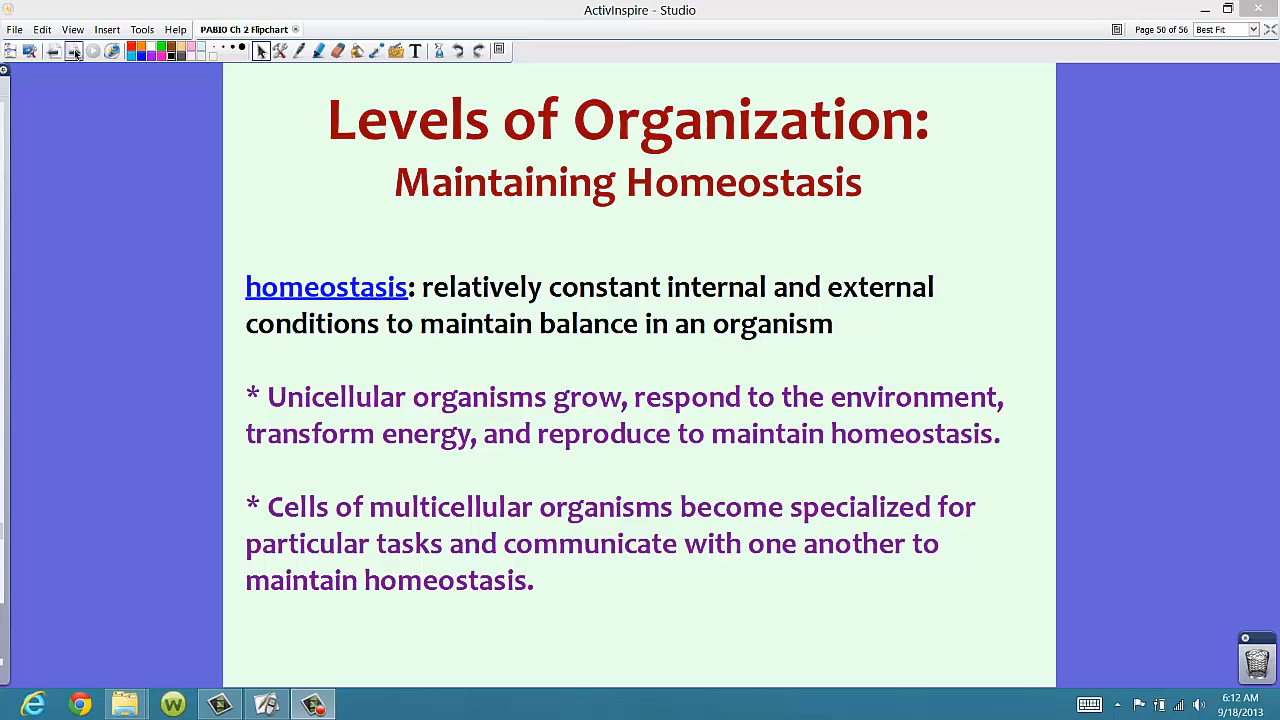 ActivInspire - Studio
File Edit View Insert Tools Help PABIO Ch 2 Flipchart Page 50 of 56 Best Fit
Levels of Organization:
Maintaining Homeostasis
homeostasis: relatively constant internal and external
conditions to maintain balance in an organism
* Unicellular organisms grow, respond to the environment,
transform energy, and reproduce to maintain homeostasis.
* Cells of multicellular organisms become specialized for
particular tasks and communicate with one another to
maintain homeostasis.
6:12 AM
9/18/2013